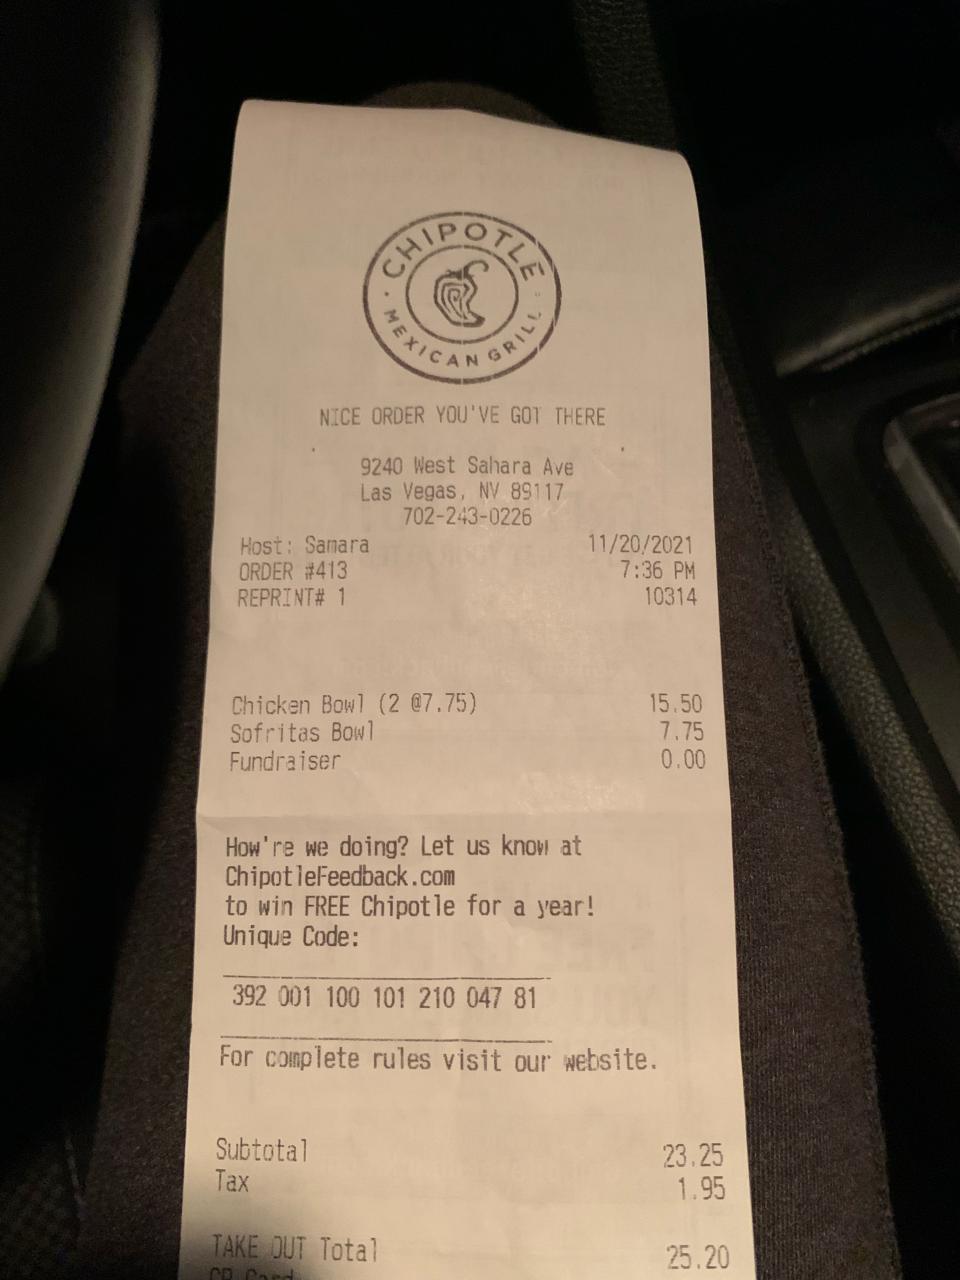 CHIPOTLE
MEXICAN GRILL
NICE ORDER YOU'VE GOT THERE
9240 West Sahara Ave
Las Vegas, NV 89117
702-243-0226
Host: Samara 11/20/2021
ORDER #413 7:36 PM
REPRINT# 1 10314
Chicken Bowl (2 @7.75) 15.50
Sofritas Bowl 7.75
Fundraiser 0.00
How're we doing? Let us know at
ChipotleFeedback.com
to win FREE Chipotle for a year!
Unique Code:
392 001 100 101 210 047 81
For complete rules visit our website.
Subtotal 23.25
Tax 1.95
TAKE OUT Total 25.20